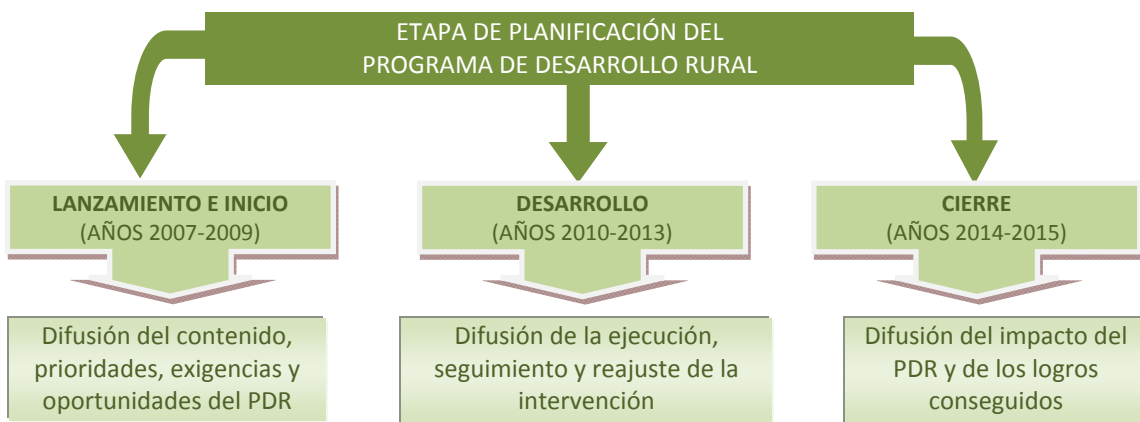 ETAPA DE PLANIFICACIÓN DEL
PROGRAMA DE DESARROLLO RURAL
LANZAMIENTO E INICIO
(AÑOS 2007-2009)
Difusión del contenido,
prioridades, exigencias y
oportunidades del PDR
DESARROLLO
(AÑOS 2010-2013)
Difusión de la ejecución,
seguimiento y reajuste de la
intervención
CIERRE
(AÑOS 2014-2015)
Difusión del impacto del
PDR y de los logros
conseguidos